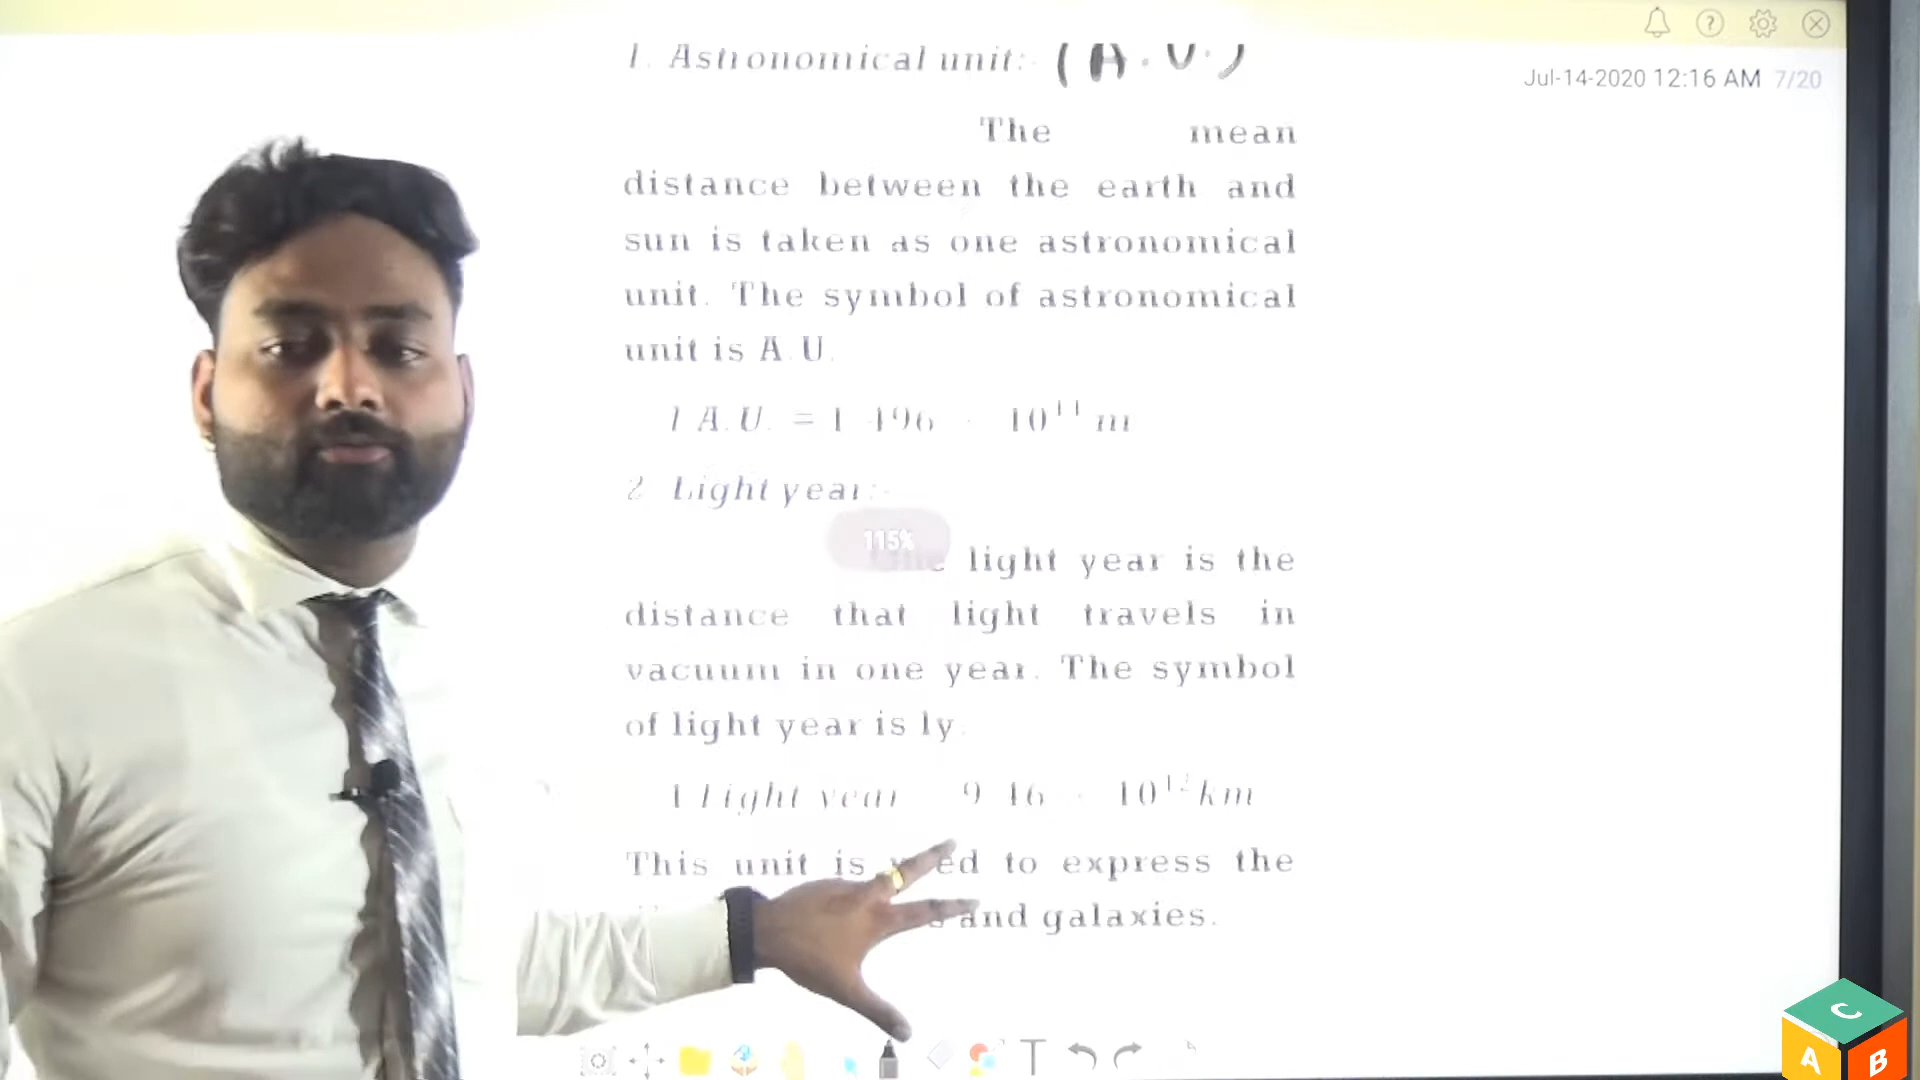 1. Astronomical unit:- (A.U.)
Jul-14-2020 12:16 AM 7/20
The mean
distance between the earth and
sun is taken as one astronomical
unit. The symbol of astronomical
unit is A.U.
1 A.U. = 1.496 × 10¹¹ m
2. Light year:-
115%
light year is the
distance that light travels in
vacuum in one year. The symbol
of light year is ly.
1 Light year 9.46 × 10¹² km
This unit is to express the
and galaxies.
C
A B